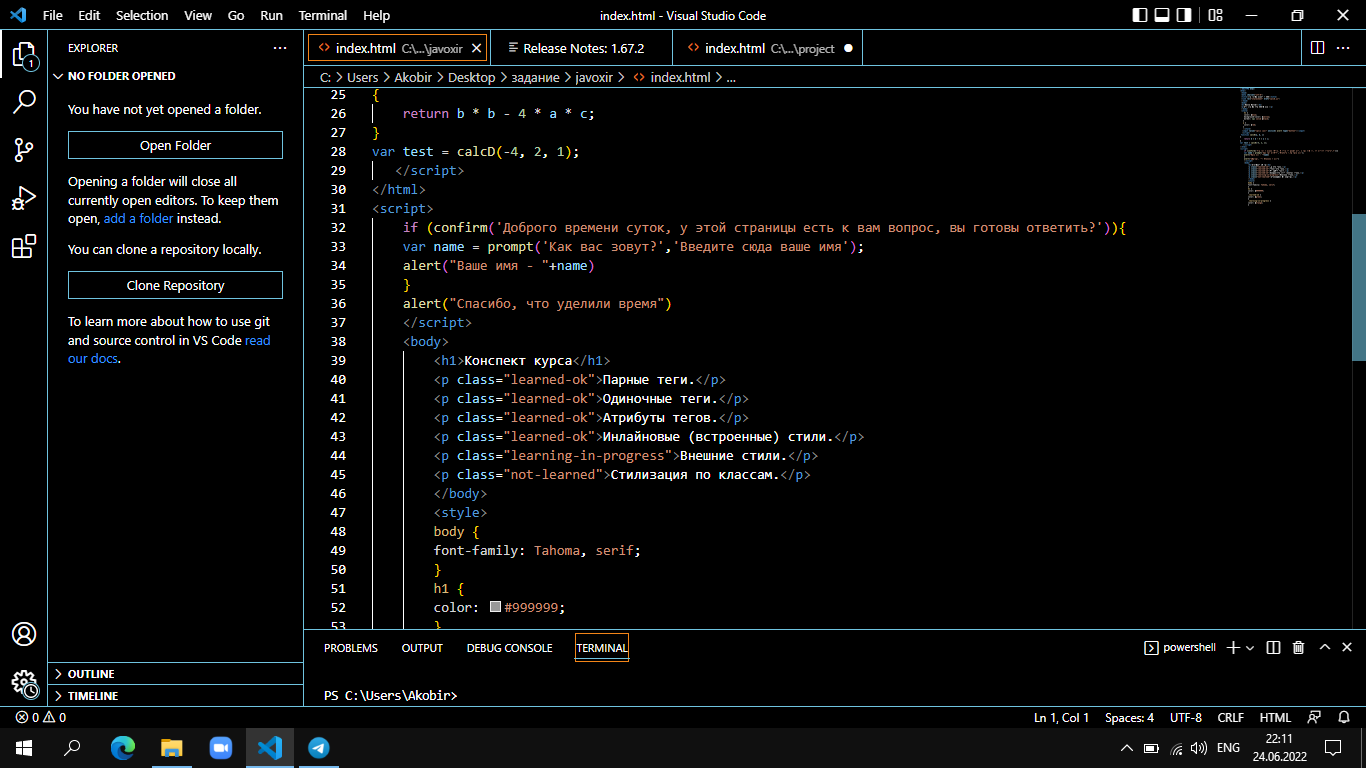 File Edit Selection View Go Run Terminal Help
index.html - Visual Studio Code
EXPLORER
NO FOLDER OPENED
You have not yet opened a folder.
Open Folder
Opening a folder will close all
currently open editors. To keep them
open, add a folder instead.
You can clone a repository locally.
Clone Repository
To learn more about how to use git
and source control in VS Code read
our docs.
OUTLINE
TIMELINE
1
index.html C:\...\javoxir
Release Notes: 1.67.2
index.html C:\...\project
C: > Users > Akobir > Desktop > задание > javoxir > index.html > ...
25 {
26 return b * b - 4 * a * c;
27 }
28 var test = calcD(-4, 2, 1);
29 </script>
30 </html>
31 <script>
32 if (confirm('Доброго времени суток, у этой страницы есть к вам вопрос, вы готовы ответить?')){
33 var name = prompt('Как вас зовут?','Введите сюда ваше имя');
34 alert("Ваше имя - "+name)
35 }
36 alert("Спасибо, что уделили время")
37 </script>
38 <body>
39 <h1>Конспект курса</h1>
40 <p class="learned-ok">Парные теги.</p>
41 <p class="learned-ok">Одиночные теги.</p>
42 <p class="learned-ok">Атрибуты тегов.</p>
43 <p class="learned-ok">Инлайновые (встроенные) стили.</p>
44 <p class="learning-in-progress">Внешние стили.</p>
45 <p class="not-learned">Стилизация по классам.</p>
46 </body>
47 <style>
48 body {
49 font-family: Tahoma, serif;
50 }
51 h1 {
52 color: #999999;
53 }
PROBLEMS OUTPUT DEBUG CONSOLE TERMINAL
powershell
PS C:\Users\Akobir>
0 0
Ln 1, Col 1 Spaces: 4 UTF-8 CRLF HTML
ENG
22:11
24.06.2022